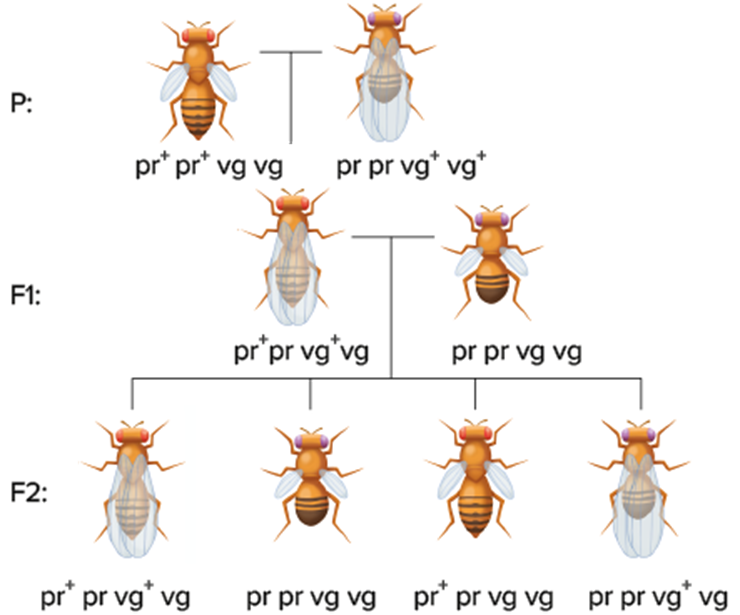 P:
pr⁺ pr⁺ vg vg
pr pr vg⁺ vg⁺
F1:
pr⁺pr vg⁺vg
pr pr vg vg
F2:
pr⁺ pr vg⁺ vg
pr pr vg vg
pr⁺ pr vg vg
pr pr vg⁺ vg